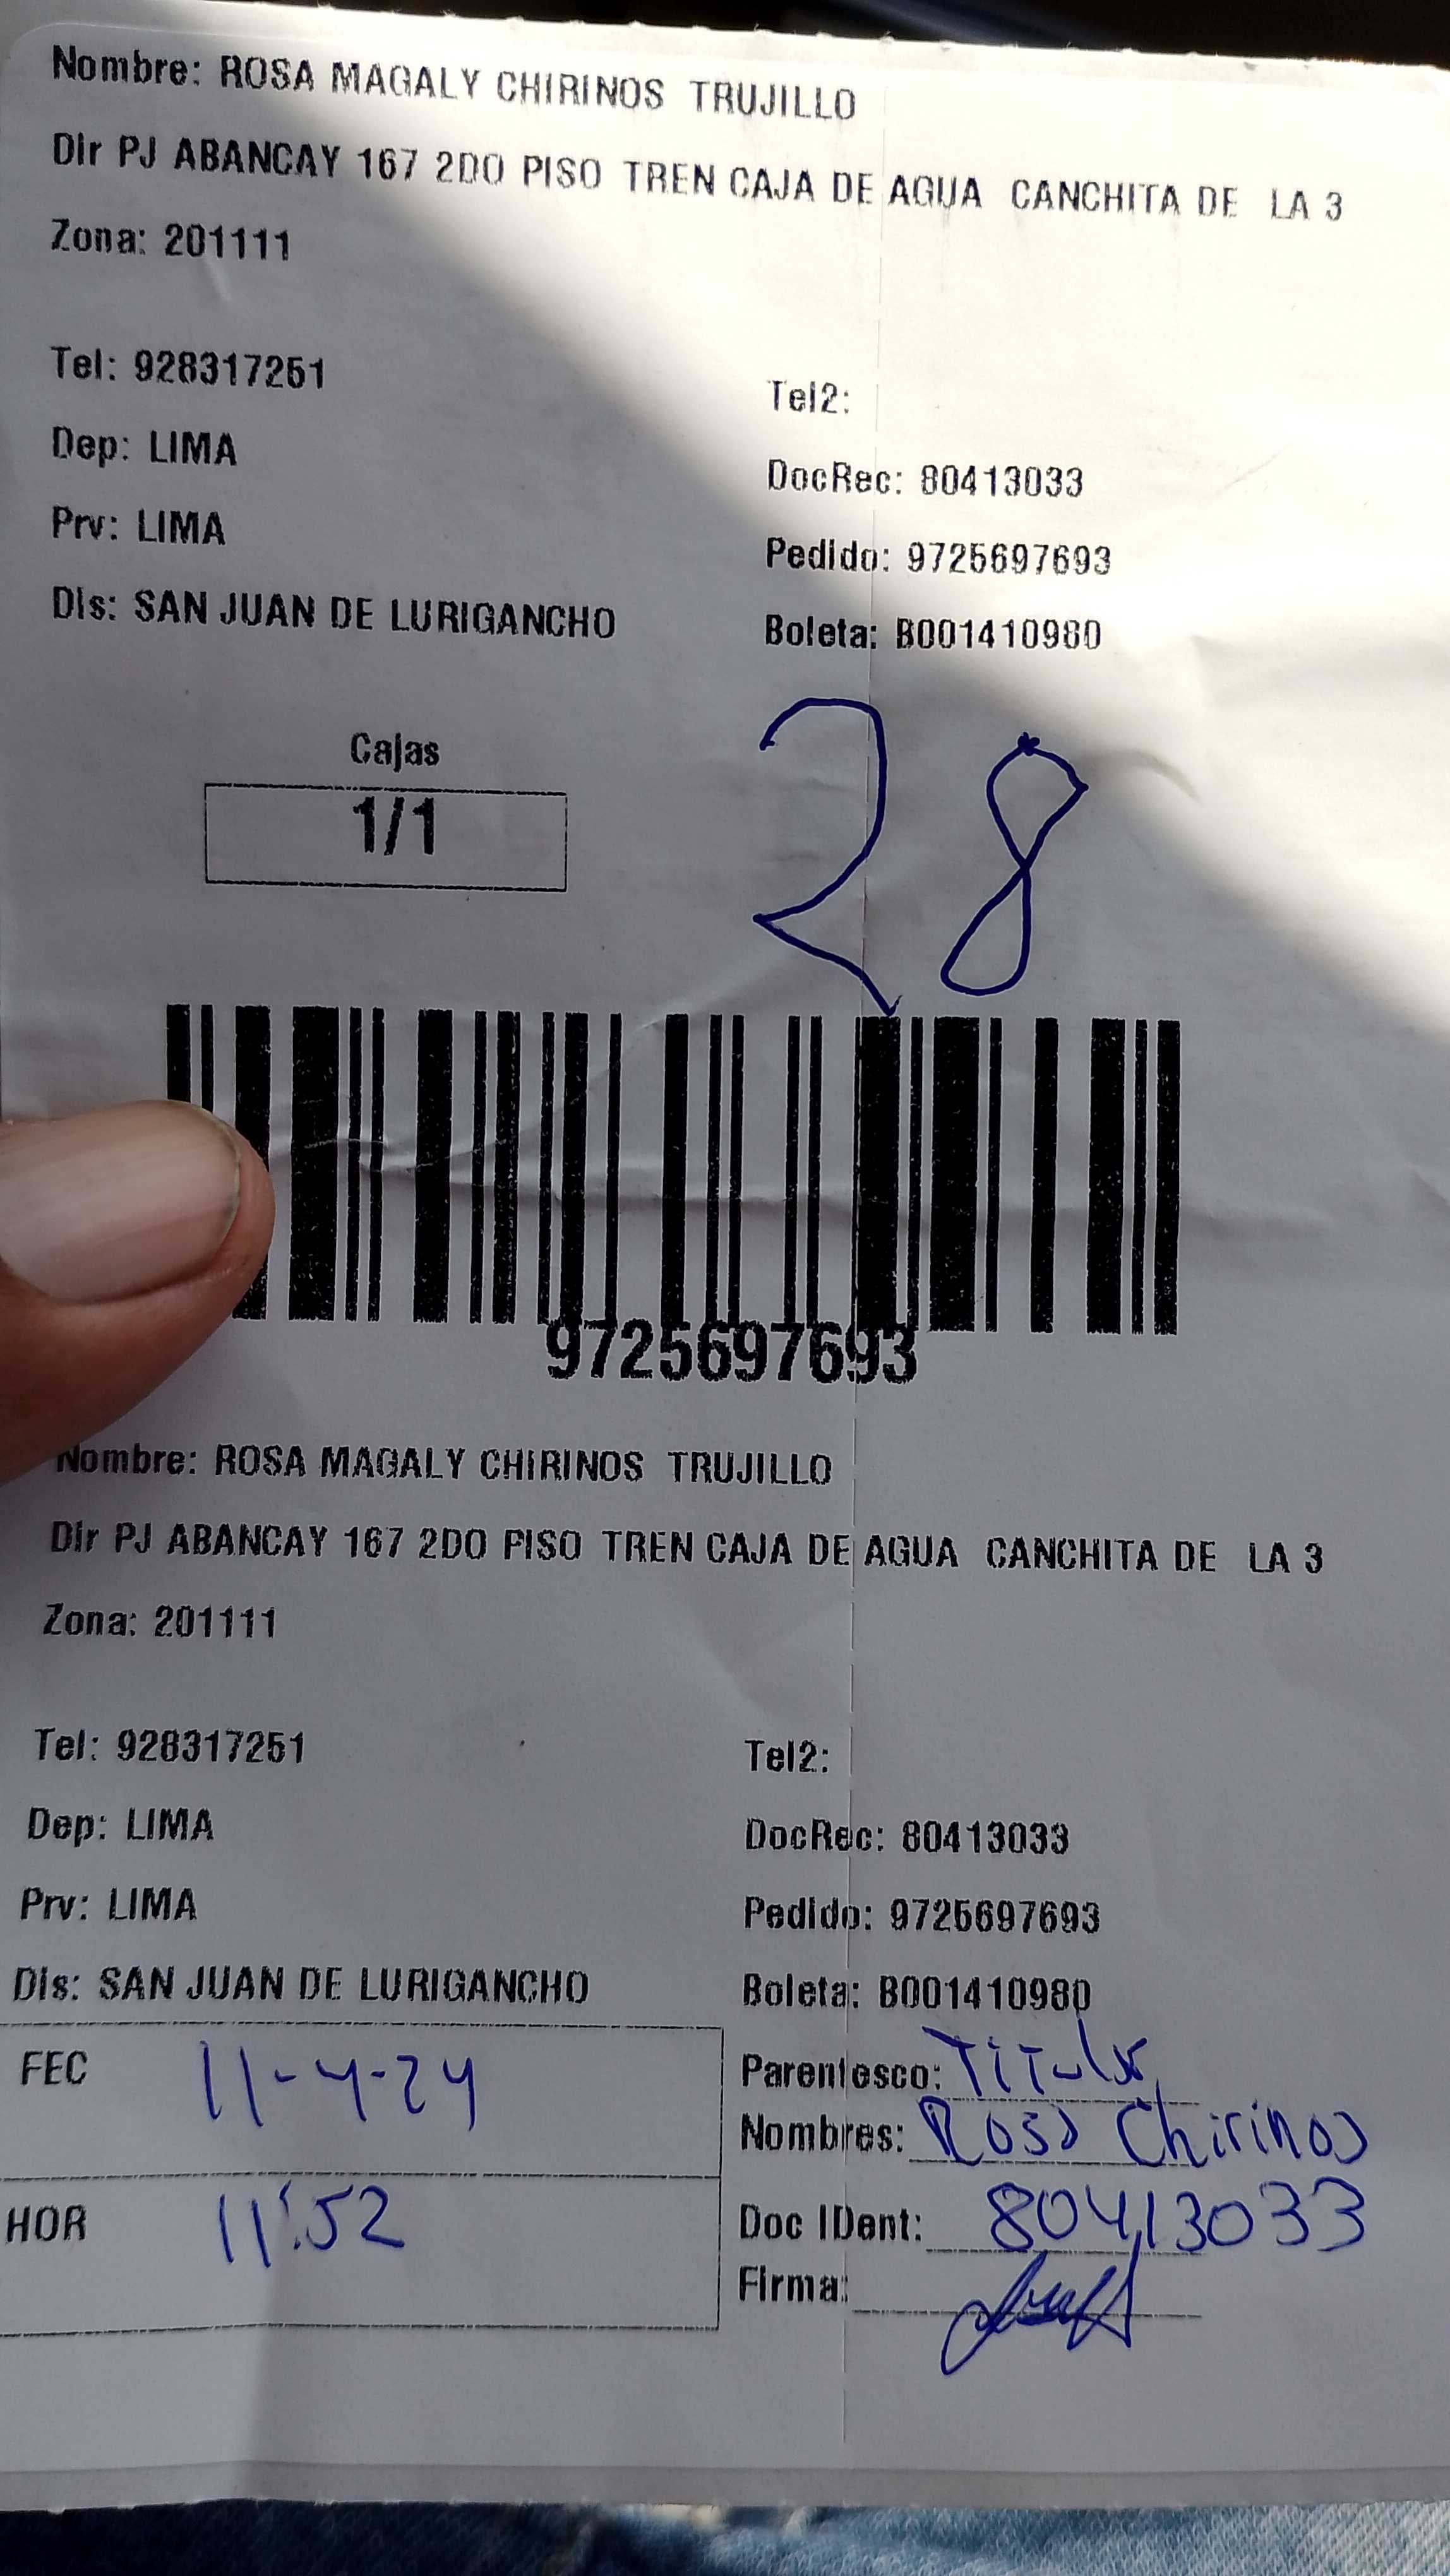 Nombre: ROSA MAGALY CHIRINOS TRUJILLO
Dir PJ ABANCAY 167 2DO PISO TREN CAJA DE AGUA CANCHITA DE LA 3
Zona: 201111
Tel: 928317251
Tel2:
Dep: LIMA
DocRec: 80413033
Prv: LIMA
Pedido: 9725697693
Dis: SAN JUAN DE LURIGANCHO
Boleta: B001410980
Cajas
1/1
28
9725697693
Nombre: ROSA MAGALY CHIRINOS TRUJILLO
Dir PJ ABANCAY 167 2DO PISO TREN CAJA DE AGUA CANCHITA DE LA 3
Zona: 201111
Tel: 928317251
Tel2:
Dep: LIMA
DocRec: 80413033
Prv: LIMA
Pedido: 9725697693
Dis: SAN JUAN DE LURIGANCHO
Boleta: B001410980
FEC 11-4-24
Parentesco: Titular
Nombres: Rosa Chirinos
HOR 11:52
Doc IDent: 80413033
Firma: